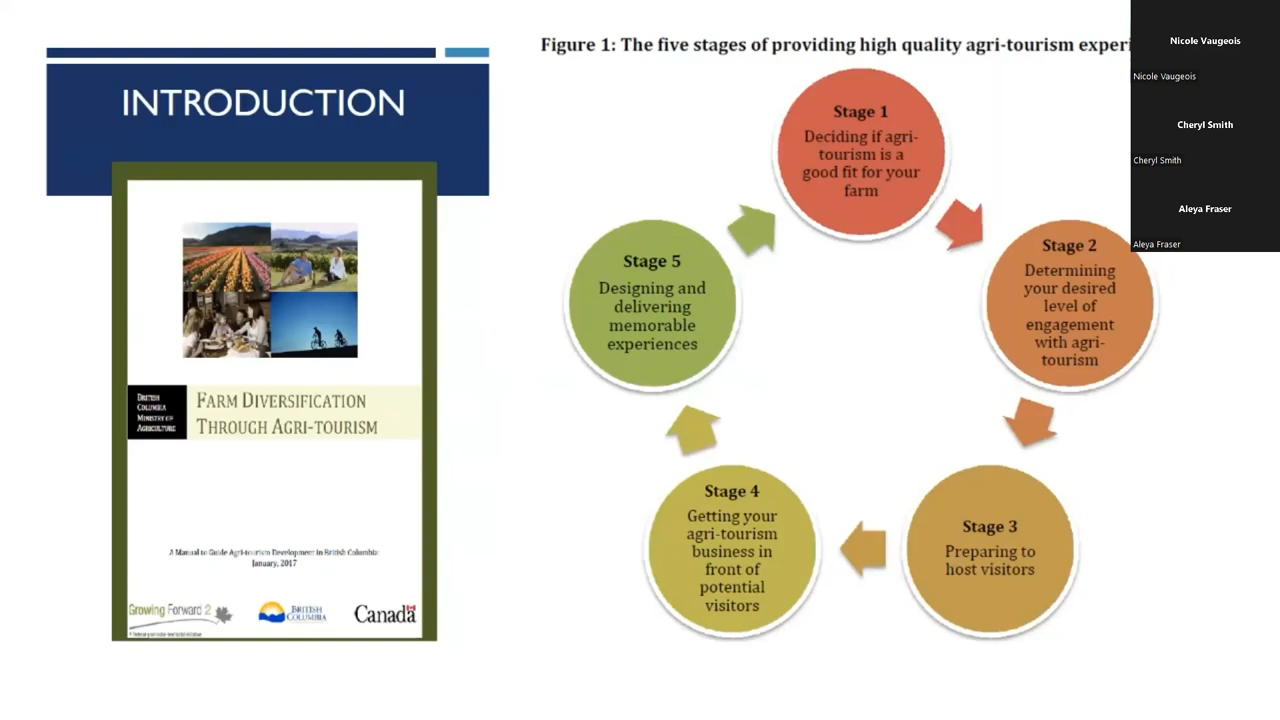 INTRODUCTION
BRITISH
COLUMBIA
MINISTRY OF
AGRICULTURE
FARM DIVERSIFICATION
THROUGH AGRI-TOURISM
A Manual to Guide Agri-tourism Development in British Columbia
January, 2017
Growing Forward 2
BRITISH
COLUMBIA
Canada
Figure 1: The five stages of providing high quality agri-tourism experi
Stage 1
Deciding if agri-
tourism is a
good fit for your
farm
Stage 2
Determining
your desired
level of
engagement
with agri-
tourism
Stage 3
Preparing to
host visitors
Stage 4
Getting your
agri-tourism
business in
front of
potential
visitors
Stage 5
Designing and
delivering
memorable
experiences
Nicole Vaugeois
Nicole Vaugeois
Cheryl Smith
Cheryl Smith
Aleya Fraser
Aleya Fraser